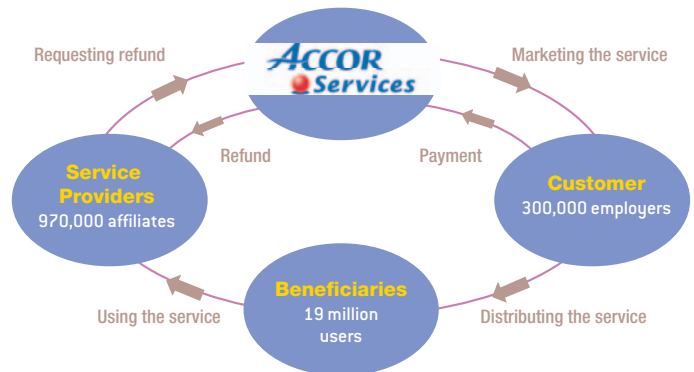 Requesting refund
ACCOR
Services
Marketing the service
Refund
Payment
Service
Providers
970,000 affiliates
Customer
300,000 employers
Beneficiaries
19 million
users
Using the service
Distributing the service